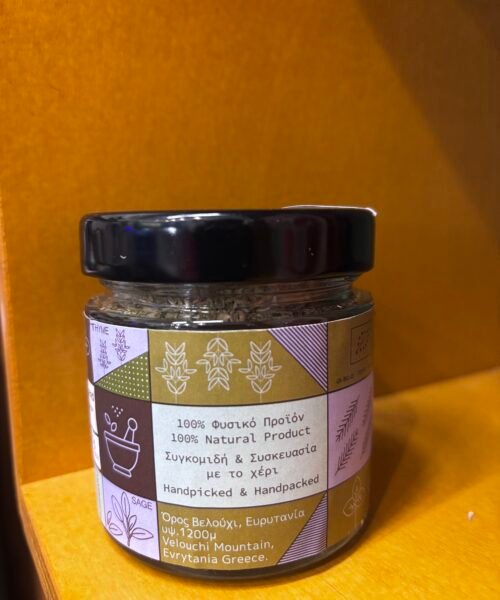 THYME
100% Φυσικό Προϊόν
100% Natural Product
Συγκομιδή & Συσκευασία
με το χέρι
Handpicked & Handpacked
SAGE
Όρος Βελούχι, Ευρυτανία
υψ.1200μ
Velouchi Mountain,
Evrytania Greece.